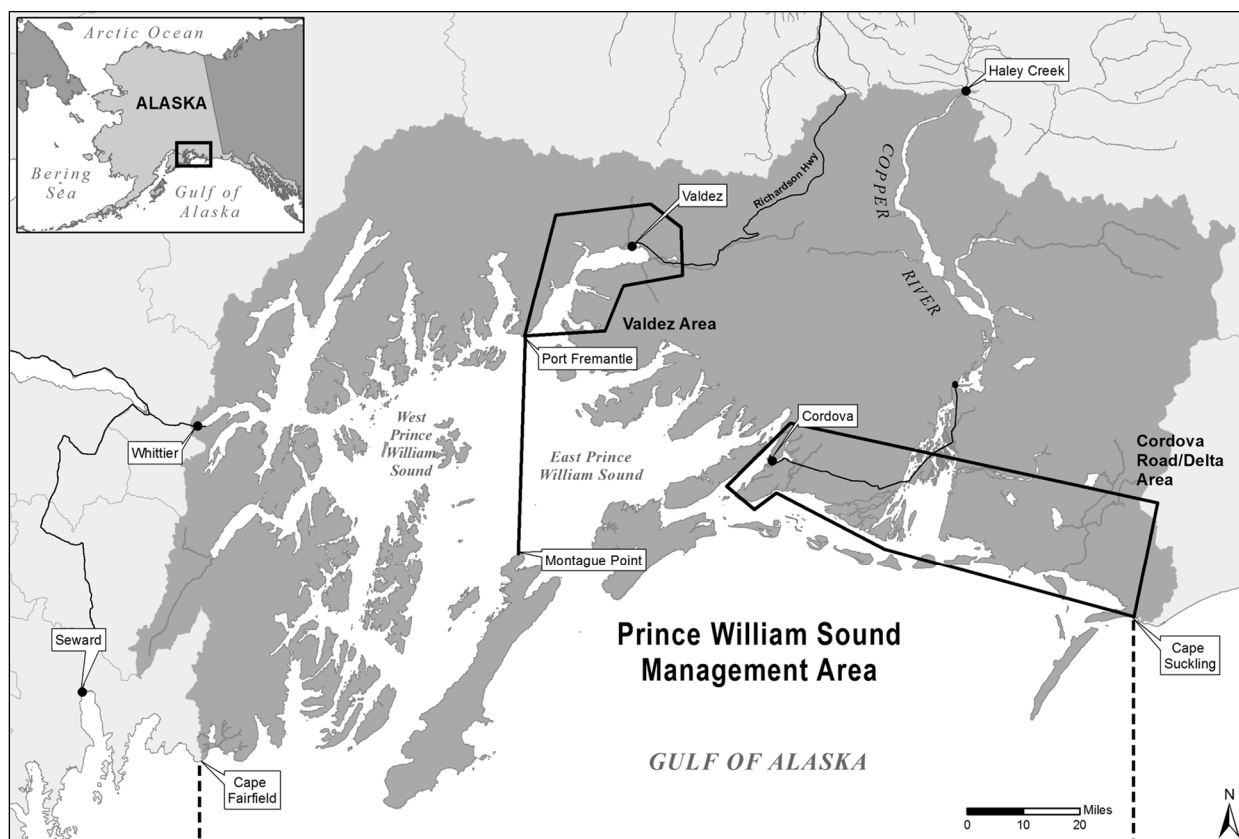 Arctic Ocean
ALASKA
Bering
Sea
Gulf of
Alaska
Haley Creek
COPPER
RIVER
Richardson Hwy
Valdez
Valdez Area
Port Fremantle
Whittier
West
Prince
William
Sound
East Prince
William Sound
Cordova
Cordova
Road/Delta
Area
Montague Point
Seward
Prince William Sound
Management Area
Cape
Suckling
GULF OF ALASKA
Cape
Fairfield
N
Miles
0 10 20